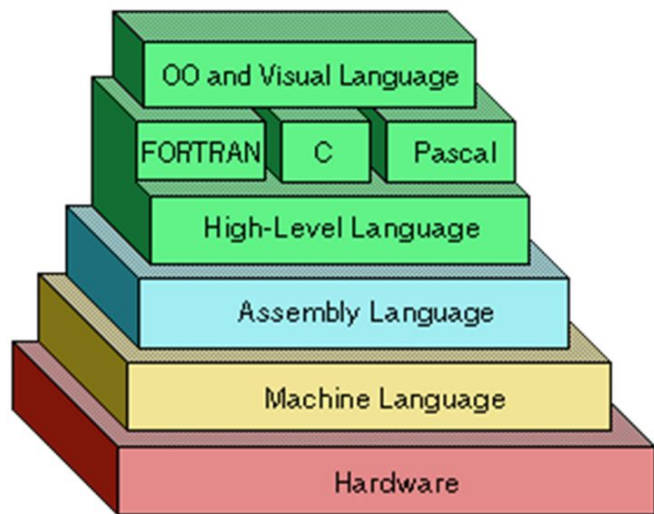 OO and Visual Language
FORTRAN C Pascal
High-Level Language
Assembly Language
Machine Language
Hardware